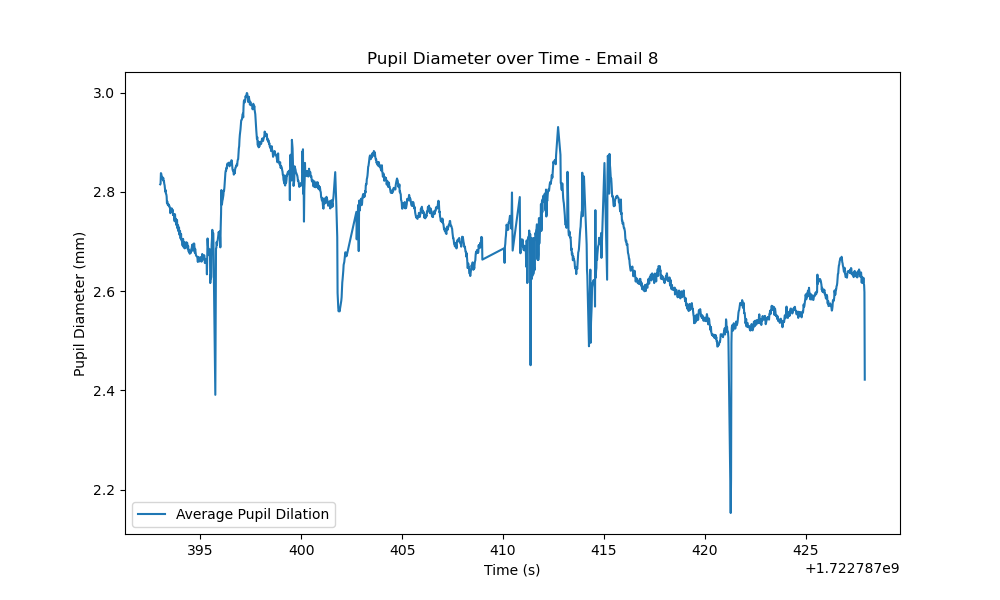 Pupil Diameter over Time - Email 8
3.0
2.8
2.6
2.4
2.2
Pupil Diameter (mm)
Average Pupil Dilation
395 400 405 410 415 420 425
Time (s)
+1.722787e9